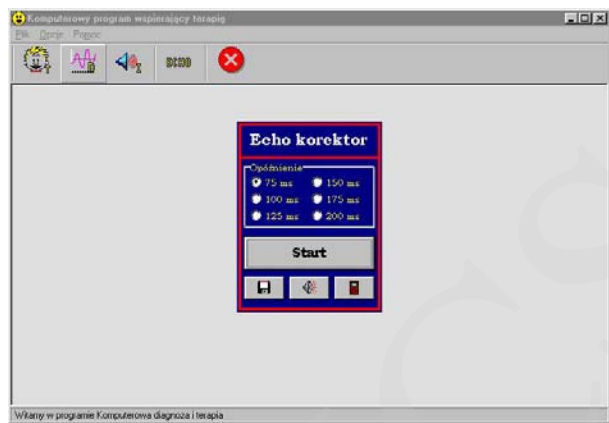 Komputerowy program wspierający terapię
Plik Opcje Pomoc
ECHO
Echo korektor
Opóźnienie
75 ms 150 ms
100 ms 175 ms
125 ms 200 ms
Start
Witamy w programie Komputerowa diagnoza i terapia